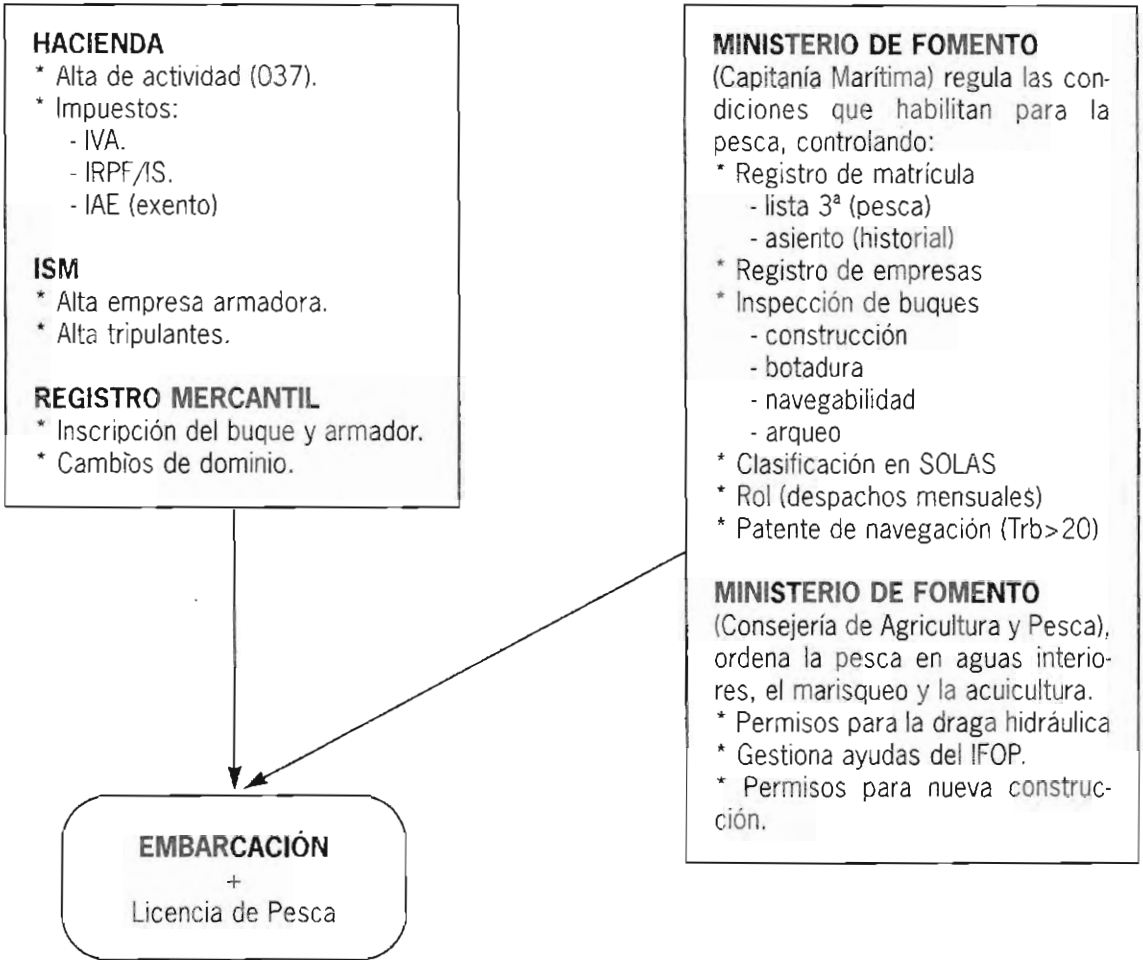 HACIENDA
* Alta de actividad (037).
* Impuestos:
- IVA.
- IRPF/IS.
- IAE (exento)
ISM
* Alta empresa armadora.
* Alta tripulantes.
REGISTRO MERCANTIL
* Inscripción del buque y armador.
* Cambios de dominio.
MINISTERIO DE FOMENTO
(Capitanía Marítima) regula las con-
diciones que habilitan para la
pesca, controlando:
* Registro de matrícula
- lista 3ª (pesca)
- asiento (historial)
* Registro de empresas
* Inspección de buques
- construcción
- botadura
- navegabilidad
- arqueo
* Clasificación en SOLAS
* Rol (despachos mensuales)
* Patente de navegación (Trb>20)
MINISTERIO DE FOMENTO
(Consejería de Agricultura y Pesca),
ordena la pesca en aguas interio-
res, el marisqueo y la acuicultura.
* Permisos para la draga hidráulica
* Gestiona ayudas del IFOP.
* Permisos para nueva construc-
ción.
EMBARCACIÓN
+
Licencia de Pesca